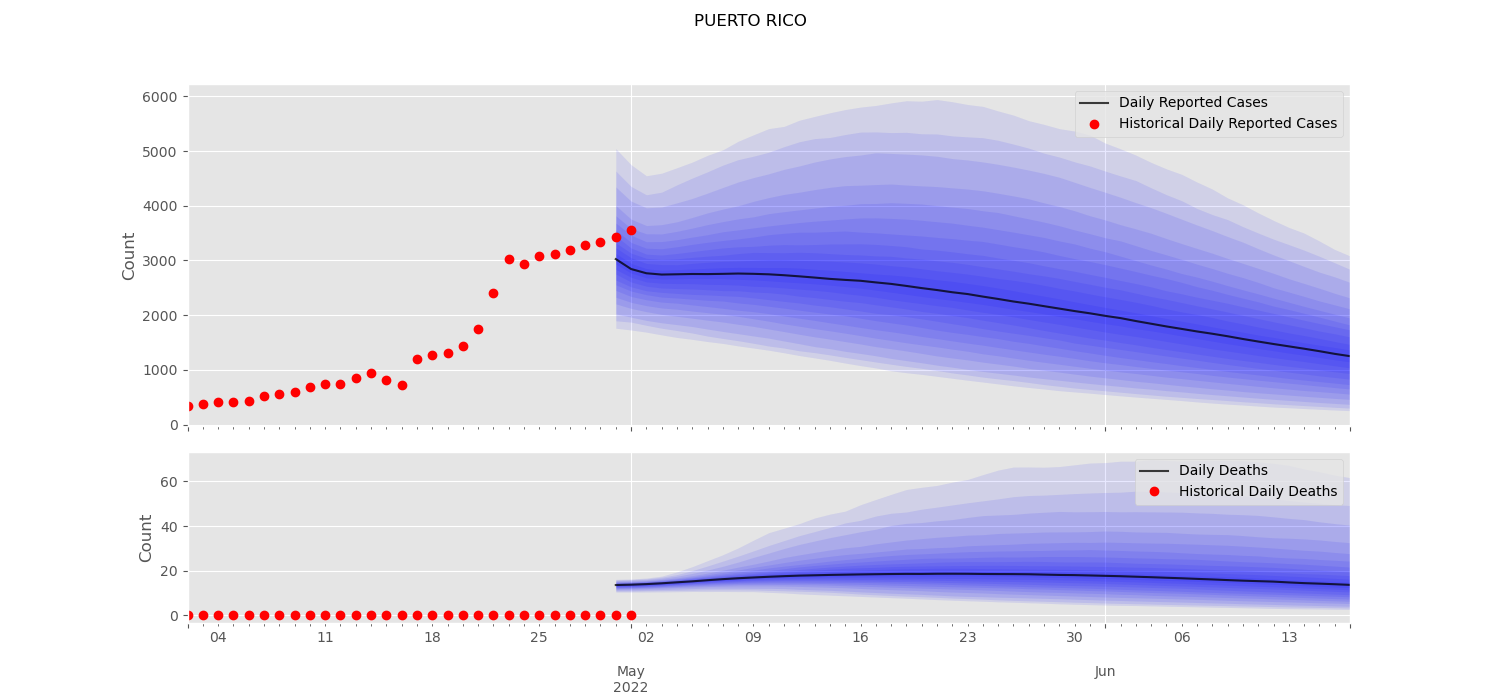 PUERTO RICO
6000
5000
4000
3000
2000
1000
0
Count
Daily Reported Cases
Historical Daily Reported Cases
60
40
20
0
Count
Daily Deaths
Historical Daily Deaths
04 11 18 25 02 09 16 23 30 06 13
May Jun
2022